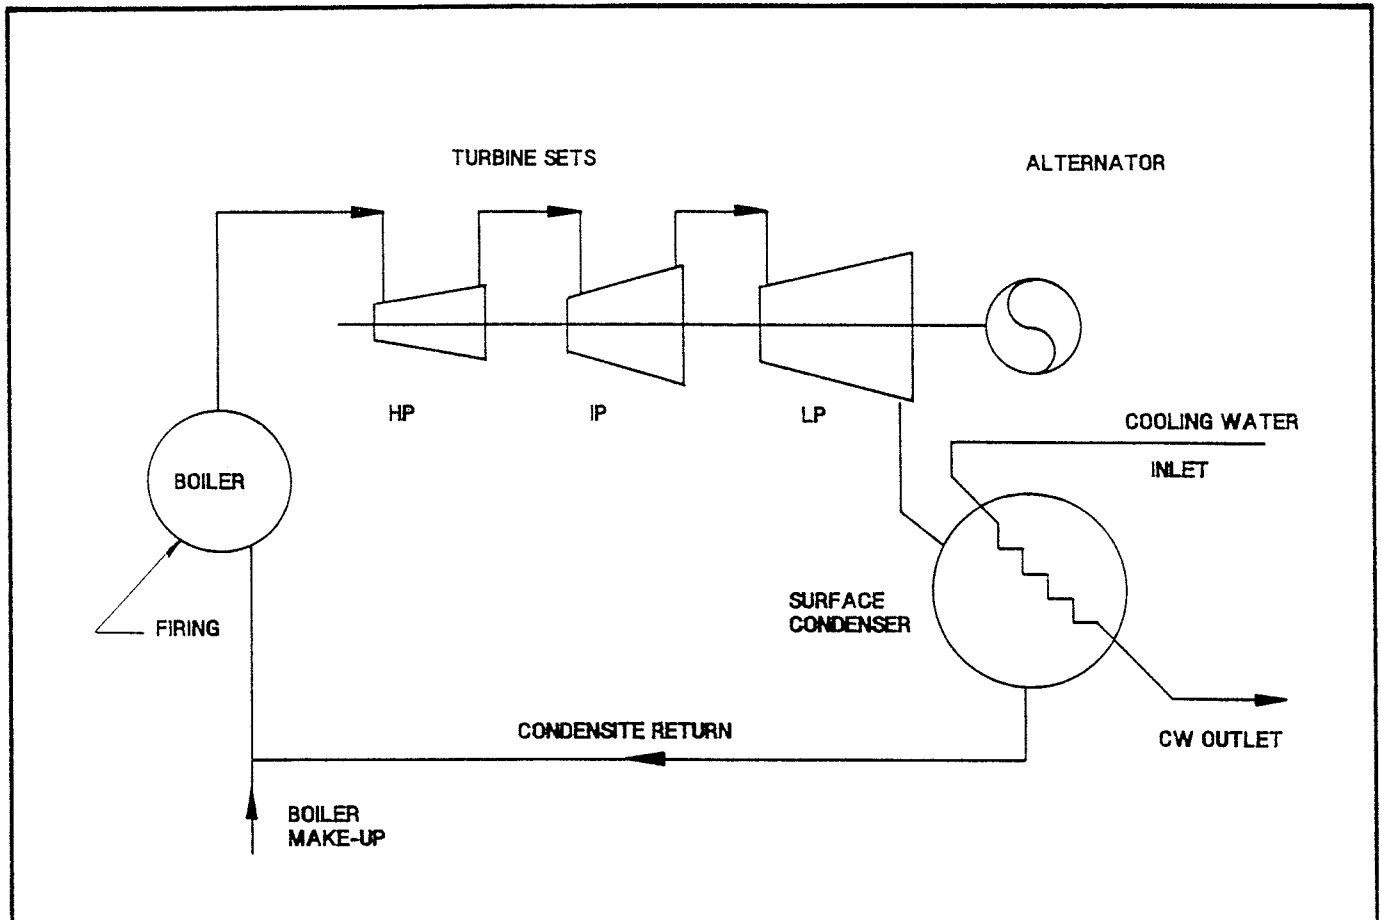 TURBINE SETS
ALTERNATOR
HP
IP
LP
COOLING WATER
INLET
BOILER
SURFACE
CONDENSER
FIRING
CONDENSITE RETURN
CW OUTLET
BOILER
MAKE-UP